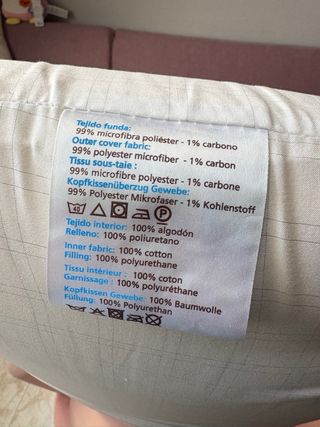 Tejido funda:
99% microfibra poliéster - 1% carbono
Outer cover fabric:
99% polyester microfiber - 1% carbon
Tissu sous-taie :
99% microfibre polyester - 1% carbone
Kopfkissenüberzug Gewebe:
99% Polyester Mikrofaser - 1% Kohlenstoff
40 P
Tejido interior: 100% algodón
Relleno: 100% poliuretano
Inner fabric: 100% cotton
Filling: 100% polyurethane
Tissu intérieur : 100% coton
Garnissage : 100% polyuréthane
Kopfkissen Gewebe: 100% Baumwolle
Füllung: 100% Polyurethan